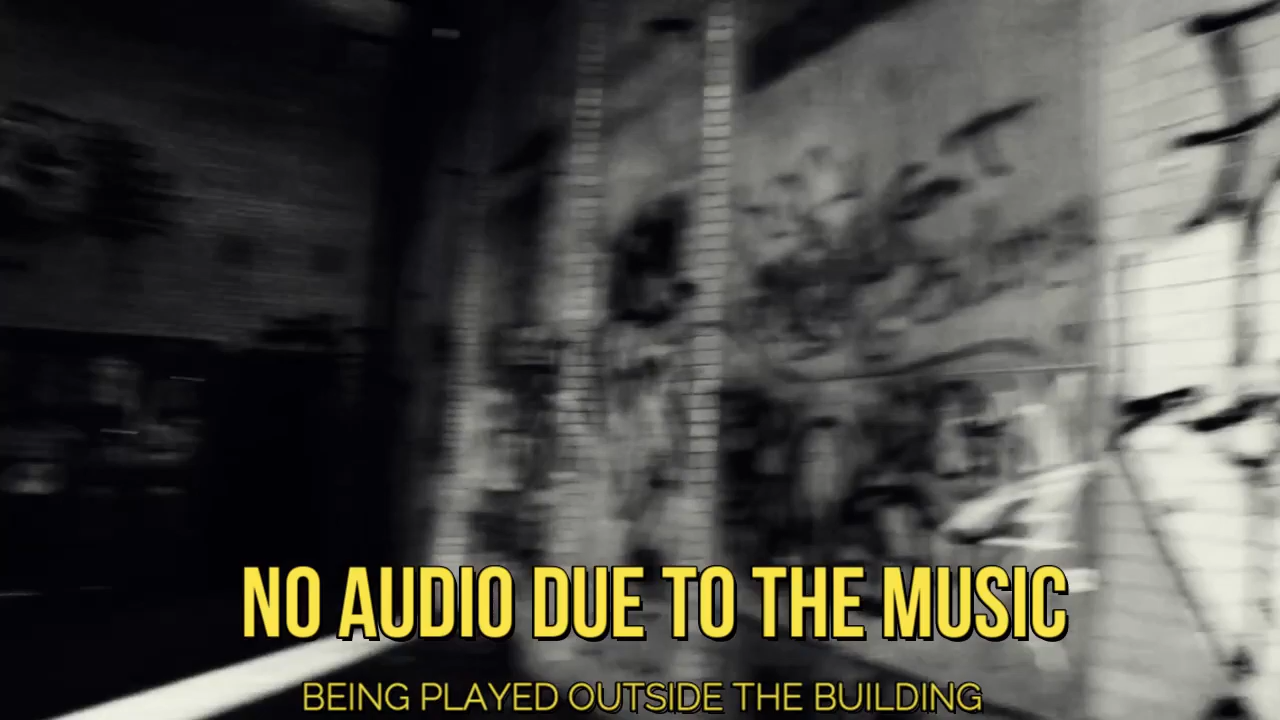 NO AUDIO DUE TO THE MUSIC
BEING PLAYED OUTSIDE THE BUILDING